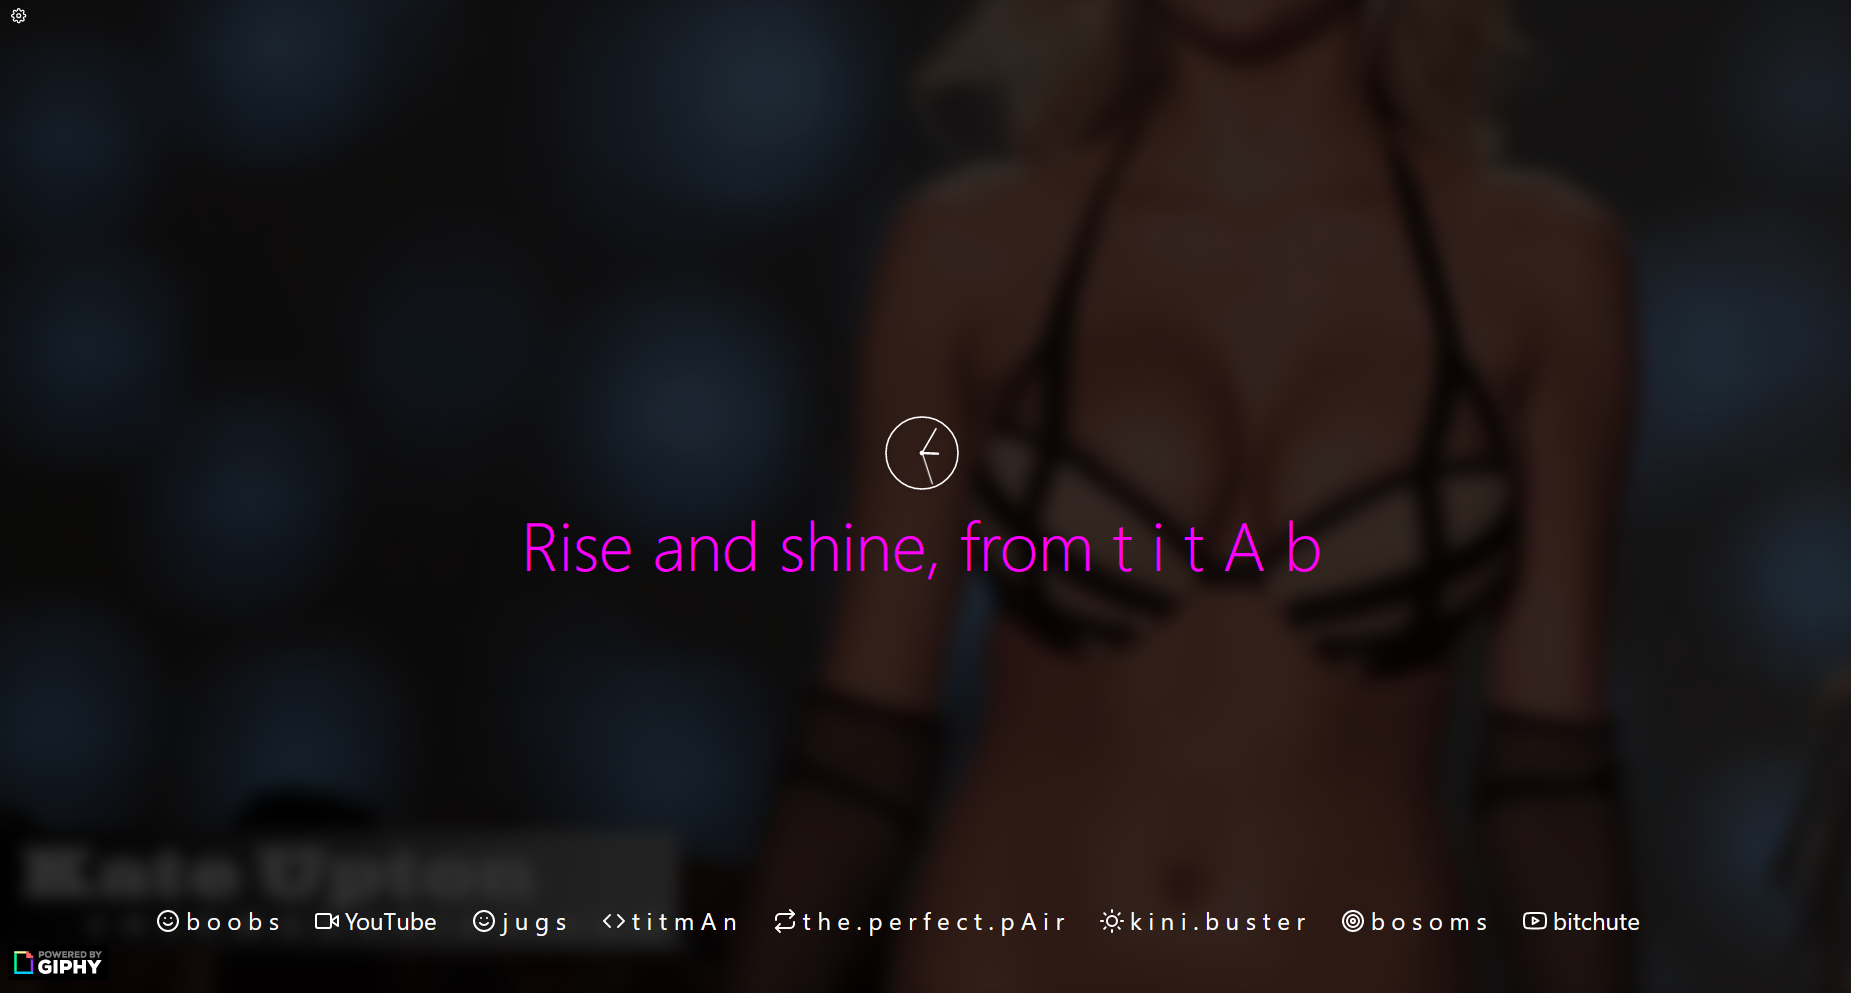 Rise and shine, from t i t A b
Kate Upton
b o o b s YouTube j u g s t i t m A n t h e . p e r f e c t . p A i r k i n i . b u s t e r b o s o m s bitchute
POWERED BY
GIPHY